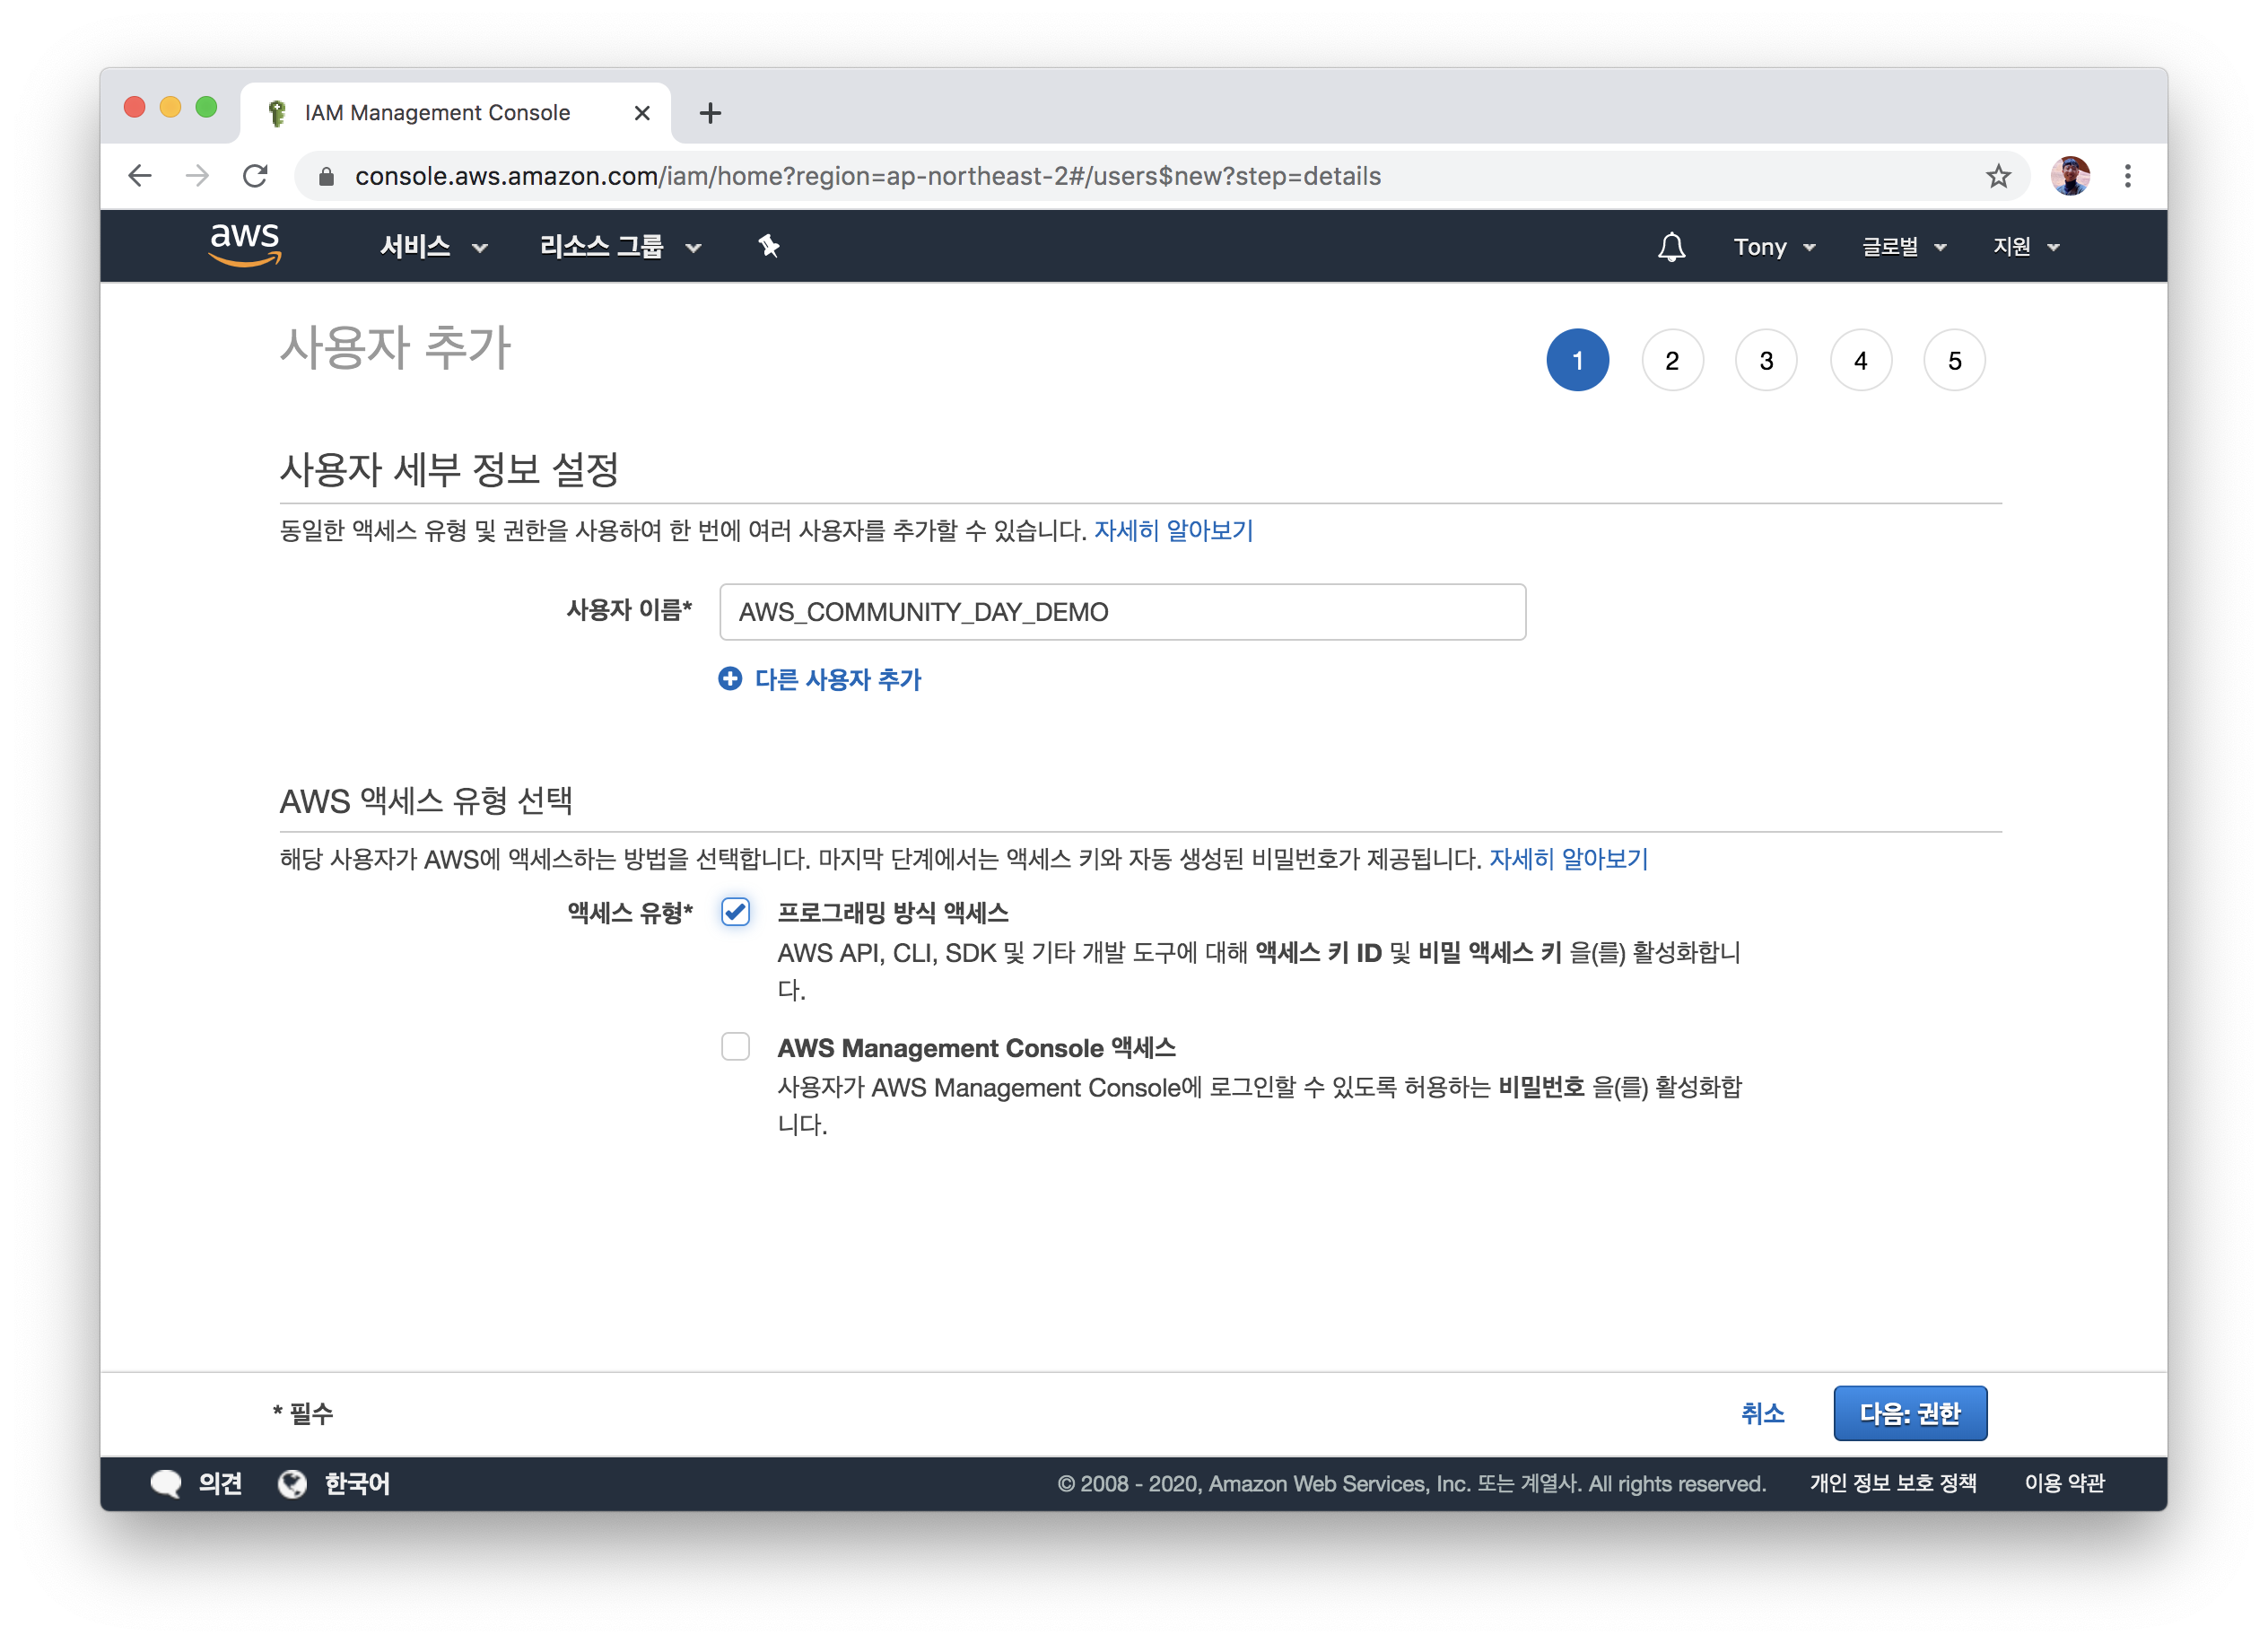 IAM Management Console
console.aws.amazon.com/iam/home?region=ap-northeast-2#/users$new?step=details
aws 서비스 리소스 그룹 Tony 글로벌 지원
사용자 추가
1 2 3 4 5
사용자 세부 정보 설정
동일한 액세스 유형 및 권한을 사용하여 한 번에 여러 사용자를 추가할 수 있습니다. 자세히 알아보기
사용자 이름* AWS_COMMUNITY_DAY_DEMO
다른 사용자 추가
AWS 액세스 유형 선택
해당 사용자가 AWS에 액세스하는 방법을 선택합니다. 마지막 단계에서는 액세스 키와 자동 생성된 비밀번호가 제공됩니다. 자세히 알아보기
액세스 유형* 프로그래밍 방식 액세스
AWS API, CLI, SDK 및 기타 개발 도구에 대해 액세스 키 ID 및 비밀 액세스 키 을(를) 활성화합니
다.
AWS Management Console 액세스
사용자가 AWS Management Console에 로그인할 수 있도록 허용하는 비밀번호 을(를) 활성화합
니다.
* 필수 취소 다음: 권한
의견 한국어 © 2008 - 2020, Amazon Web Services, Inc. 또는 계열사. All rights reserved. 개인 정보 보호 정책 이용 약관